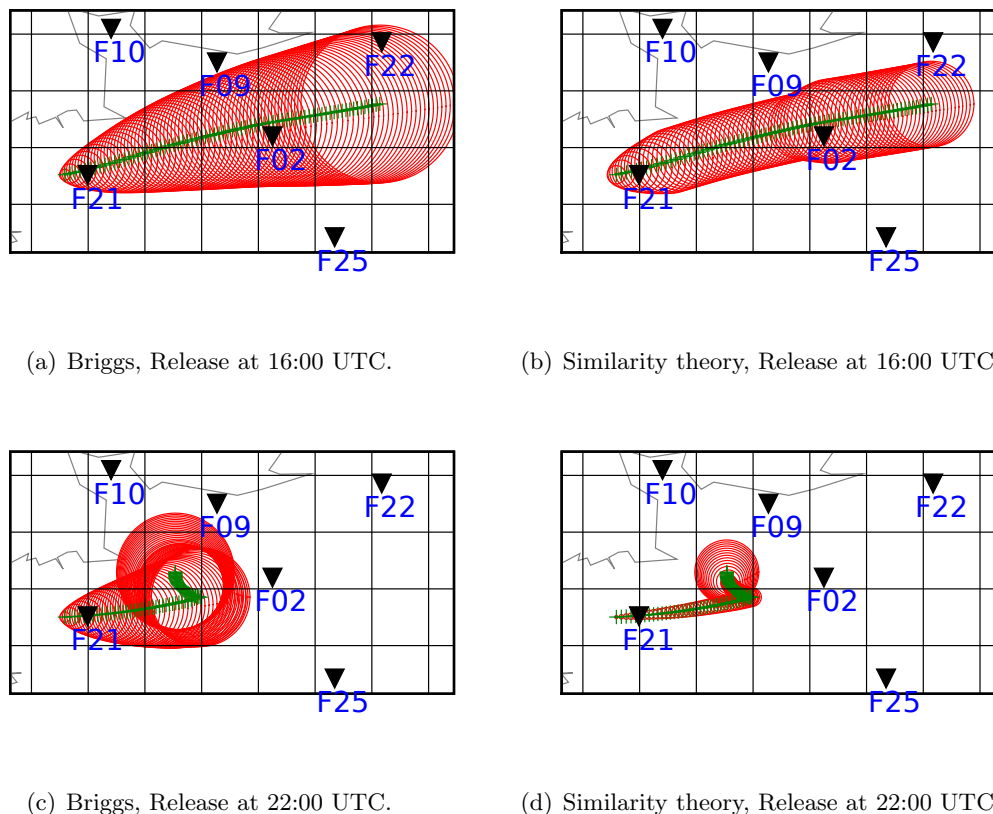 F10
F22
F09
F02
F21
F25
F10
F22
F09
F02
F21
F25
(a) Briggs, Release at 16:00 UTC.
(b) Similarity theory, Release at 16:00 UTC
F10
F09
F22
F02
F21
F25
F10
F09
F22
F02
F21
F25
(c) Briggs, Release at 22:00 UTC.
(d) Similarity theory, Release at 22:00 UTC